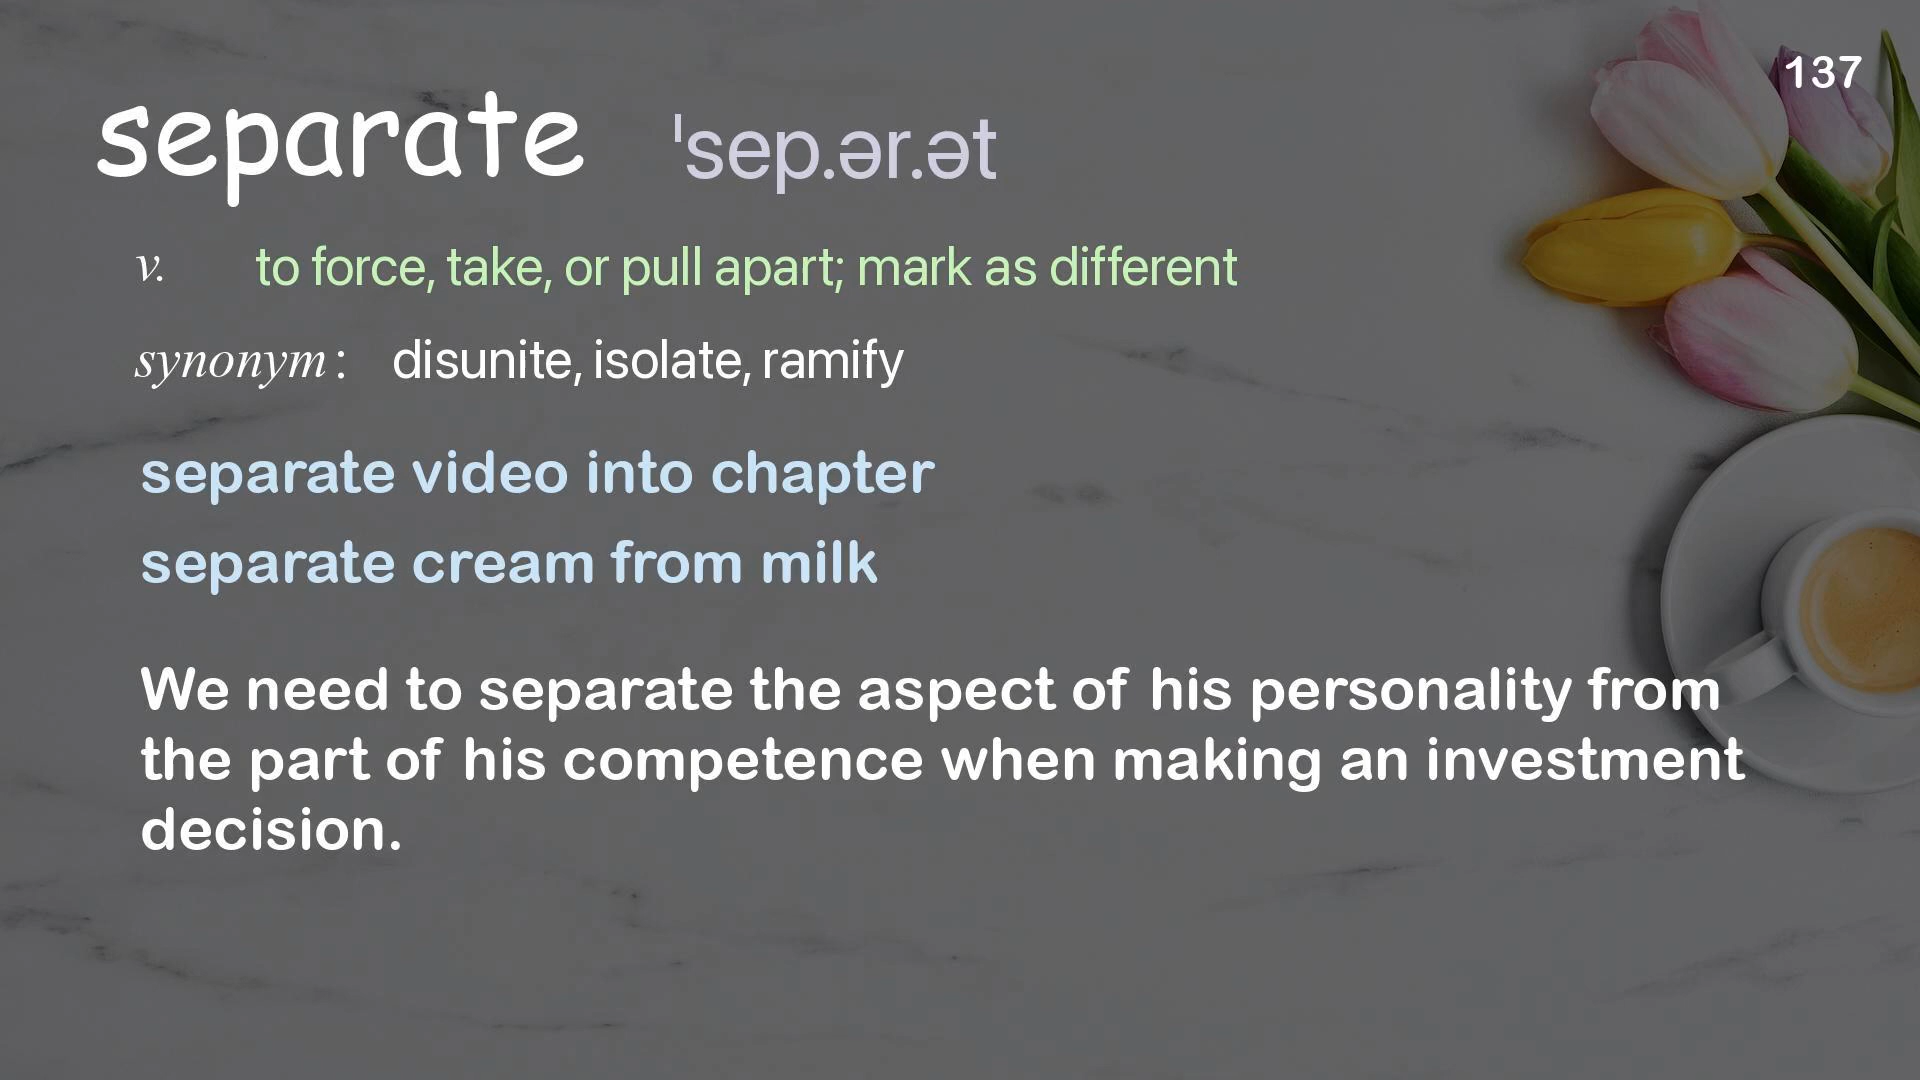 137
separate ˈsep.ər.ət
v. to force, take, or pull apart; mark as different
synonym : disunite, isolate, ramify
separate video into chapter
separate cream from milk
We need to separate the aspect of his personality from
the part of his competence when making an investment
decision.